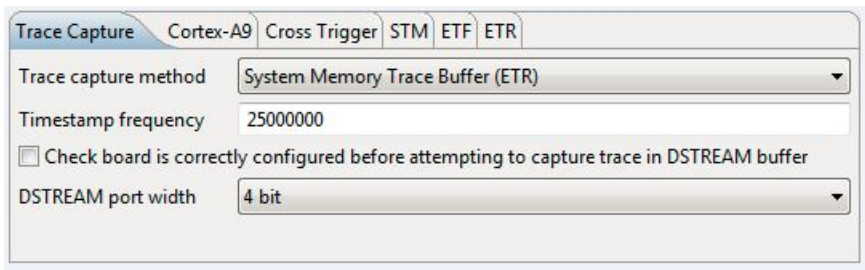 Trace Capture Cortex-A9 Cross Trigger STM ETF ETR
Trace capture method System Memory Trace Buffer (ETR)
Timestamp frequency 25000000
Check board is correctly configured before attempting to capture trace in DSTREAM buffer
DSTREAM port width 4 bit